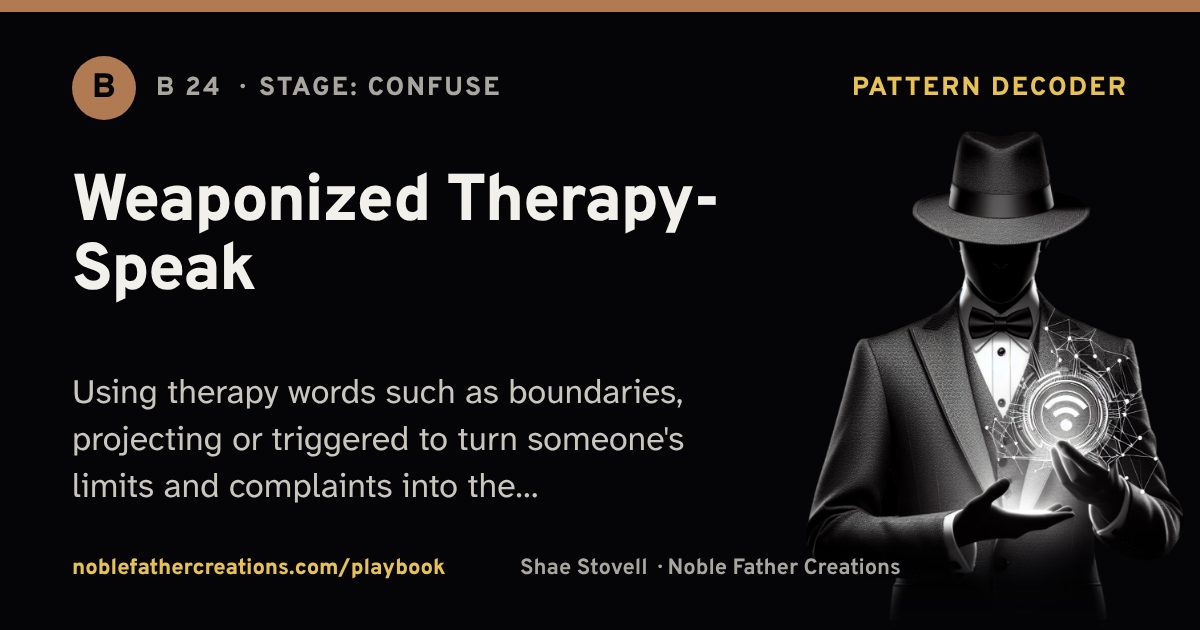 B
B 24 · STAGE: CONFUSE
PATTERN DECODER
Weaponized Therapy-
Speak
Using therapy words such as boundaries,
projecting or triggered to turn someone's
limits and complaints into the...
noblefathercreations.com/playbook
Shae Stovell · Noble Father Creations